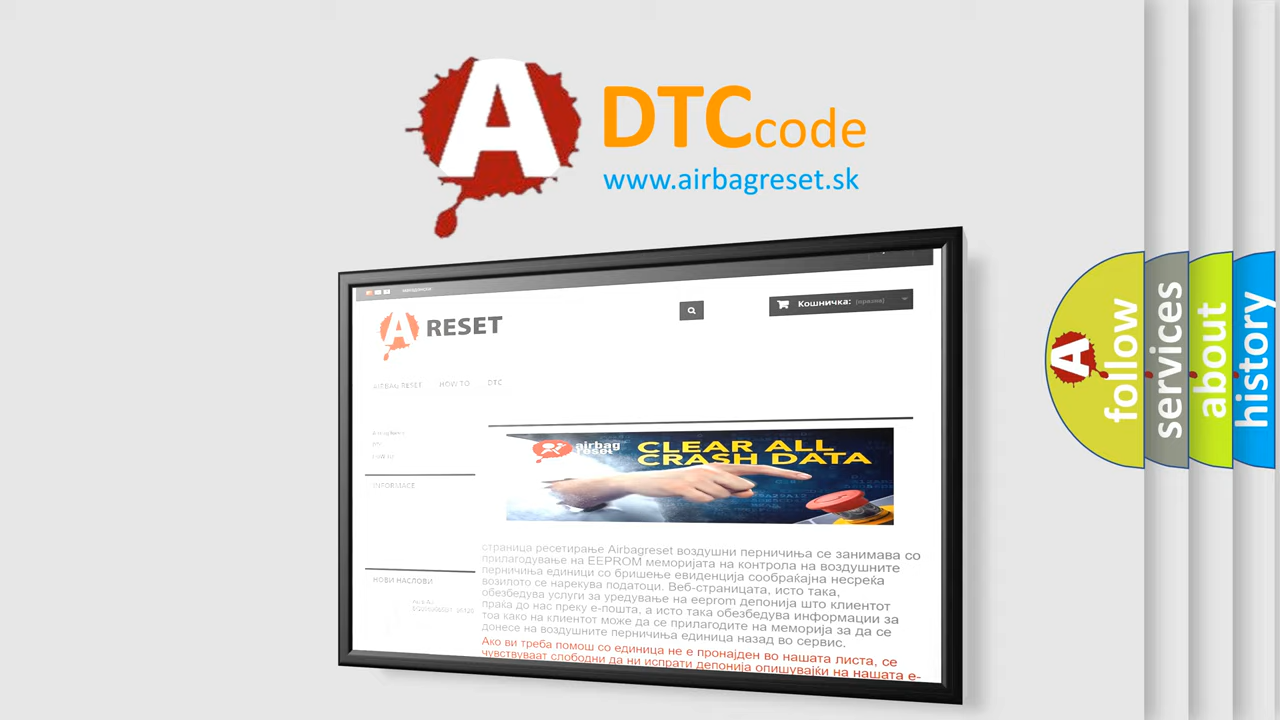 A
DTCcode
www.airbagreset.sk
Кошничка: (празна)
A RESET
AIRBAG RESET HOW TO DTC
airbag
reset
CLEAR ALL
CRASH DATA
INFORMACE
НОВИ НАСЛОВИ
страница ресетирање Airbagreset воздушни перничиња се занимава со
прилагодување на EEPROM меморијата на контрола на воздушните
перничиња единици со бришење евиденција сообраќајна несреќа
возилото се нарекува податоци. Веб-страницата, исто така,
обезбедува услуги за уредување на eeprom депонија што клиентот
праќа до нас преку е-пошта, а исто така обезбедува информации за
тоа како на клиентот може да се прилагодите на меморија за да се
донесе на воздушните перничиња единица назад во сервис.
Ако ви треба помош со единица не е пронајден во нашата листа, се
чувствуваат слободни да ни испрати депонија опишувајќи на нашата е-
A
follow
services
about
history